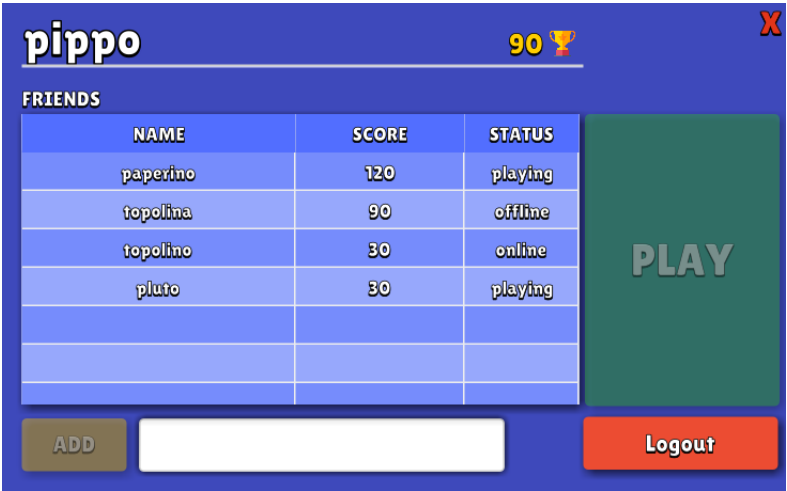 X
pippo 90
FRIENDS
NAME SCORE STATUS
paperino 120 playing
topolina 90 offline
topolino 30 online
pluto 30 playing
PLAY
ADD Logout